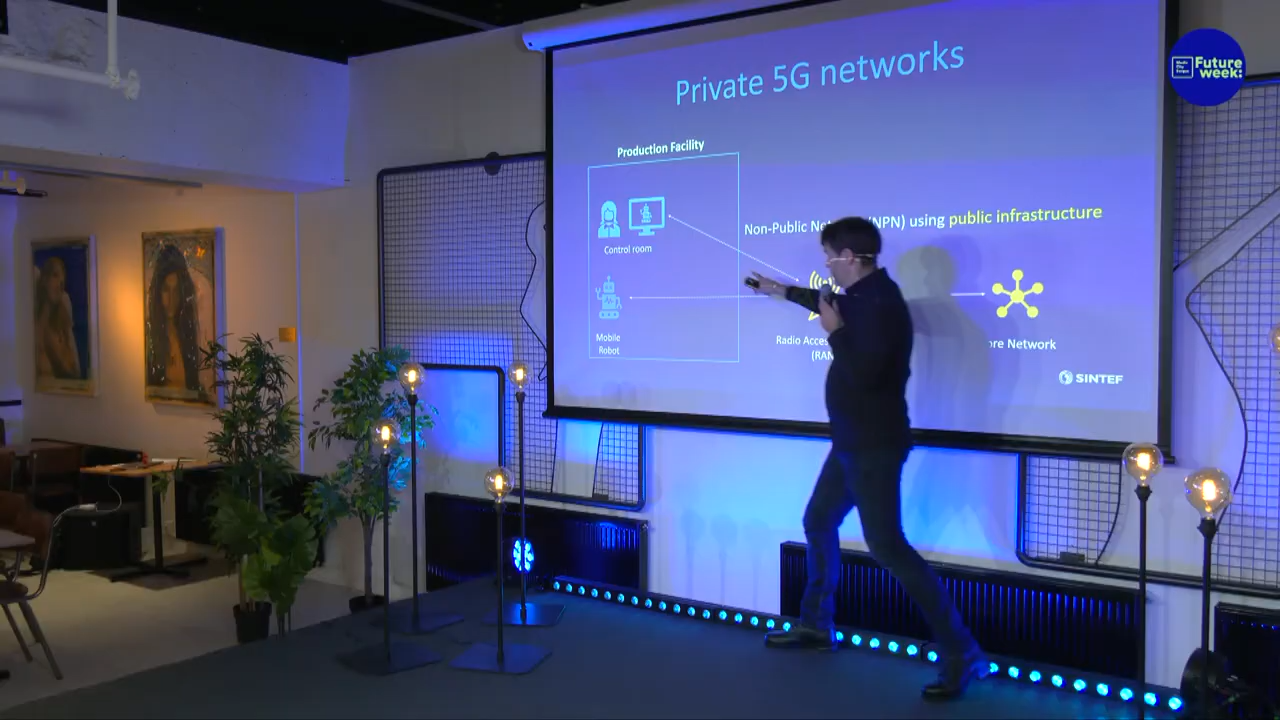 Private 5G networks
Future
week:
Production Facility
Non-Public Ne (NPN) using public infrastructure
Control room
Mobile
Robot
Radio Acces
(RAN
ore Network
SINTEF